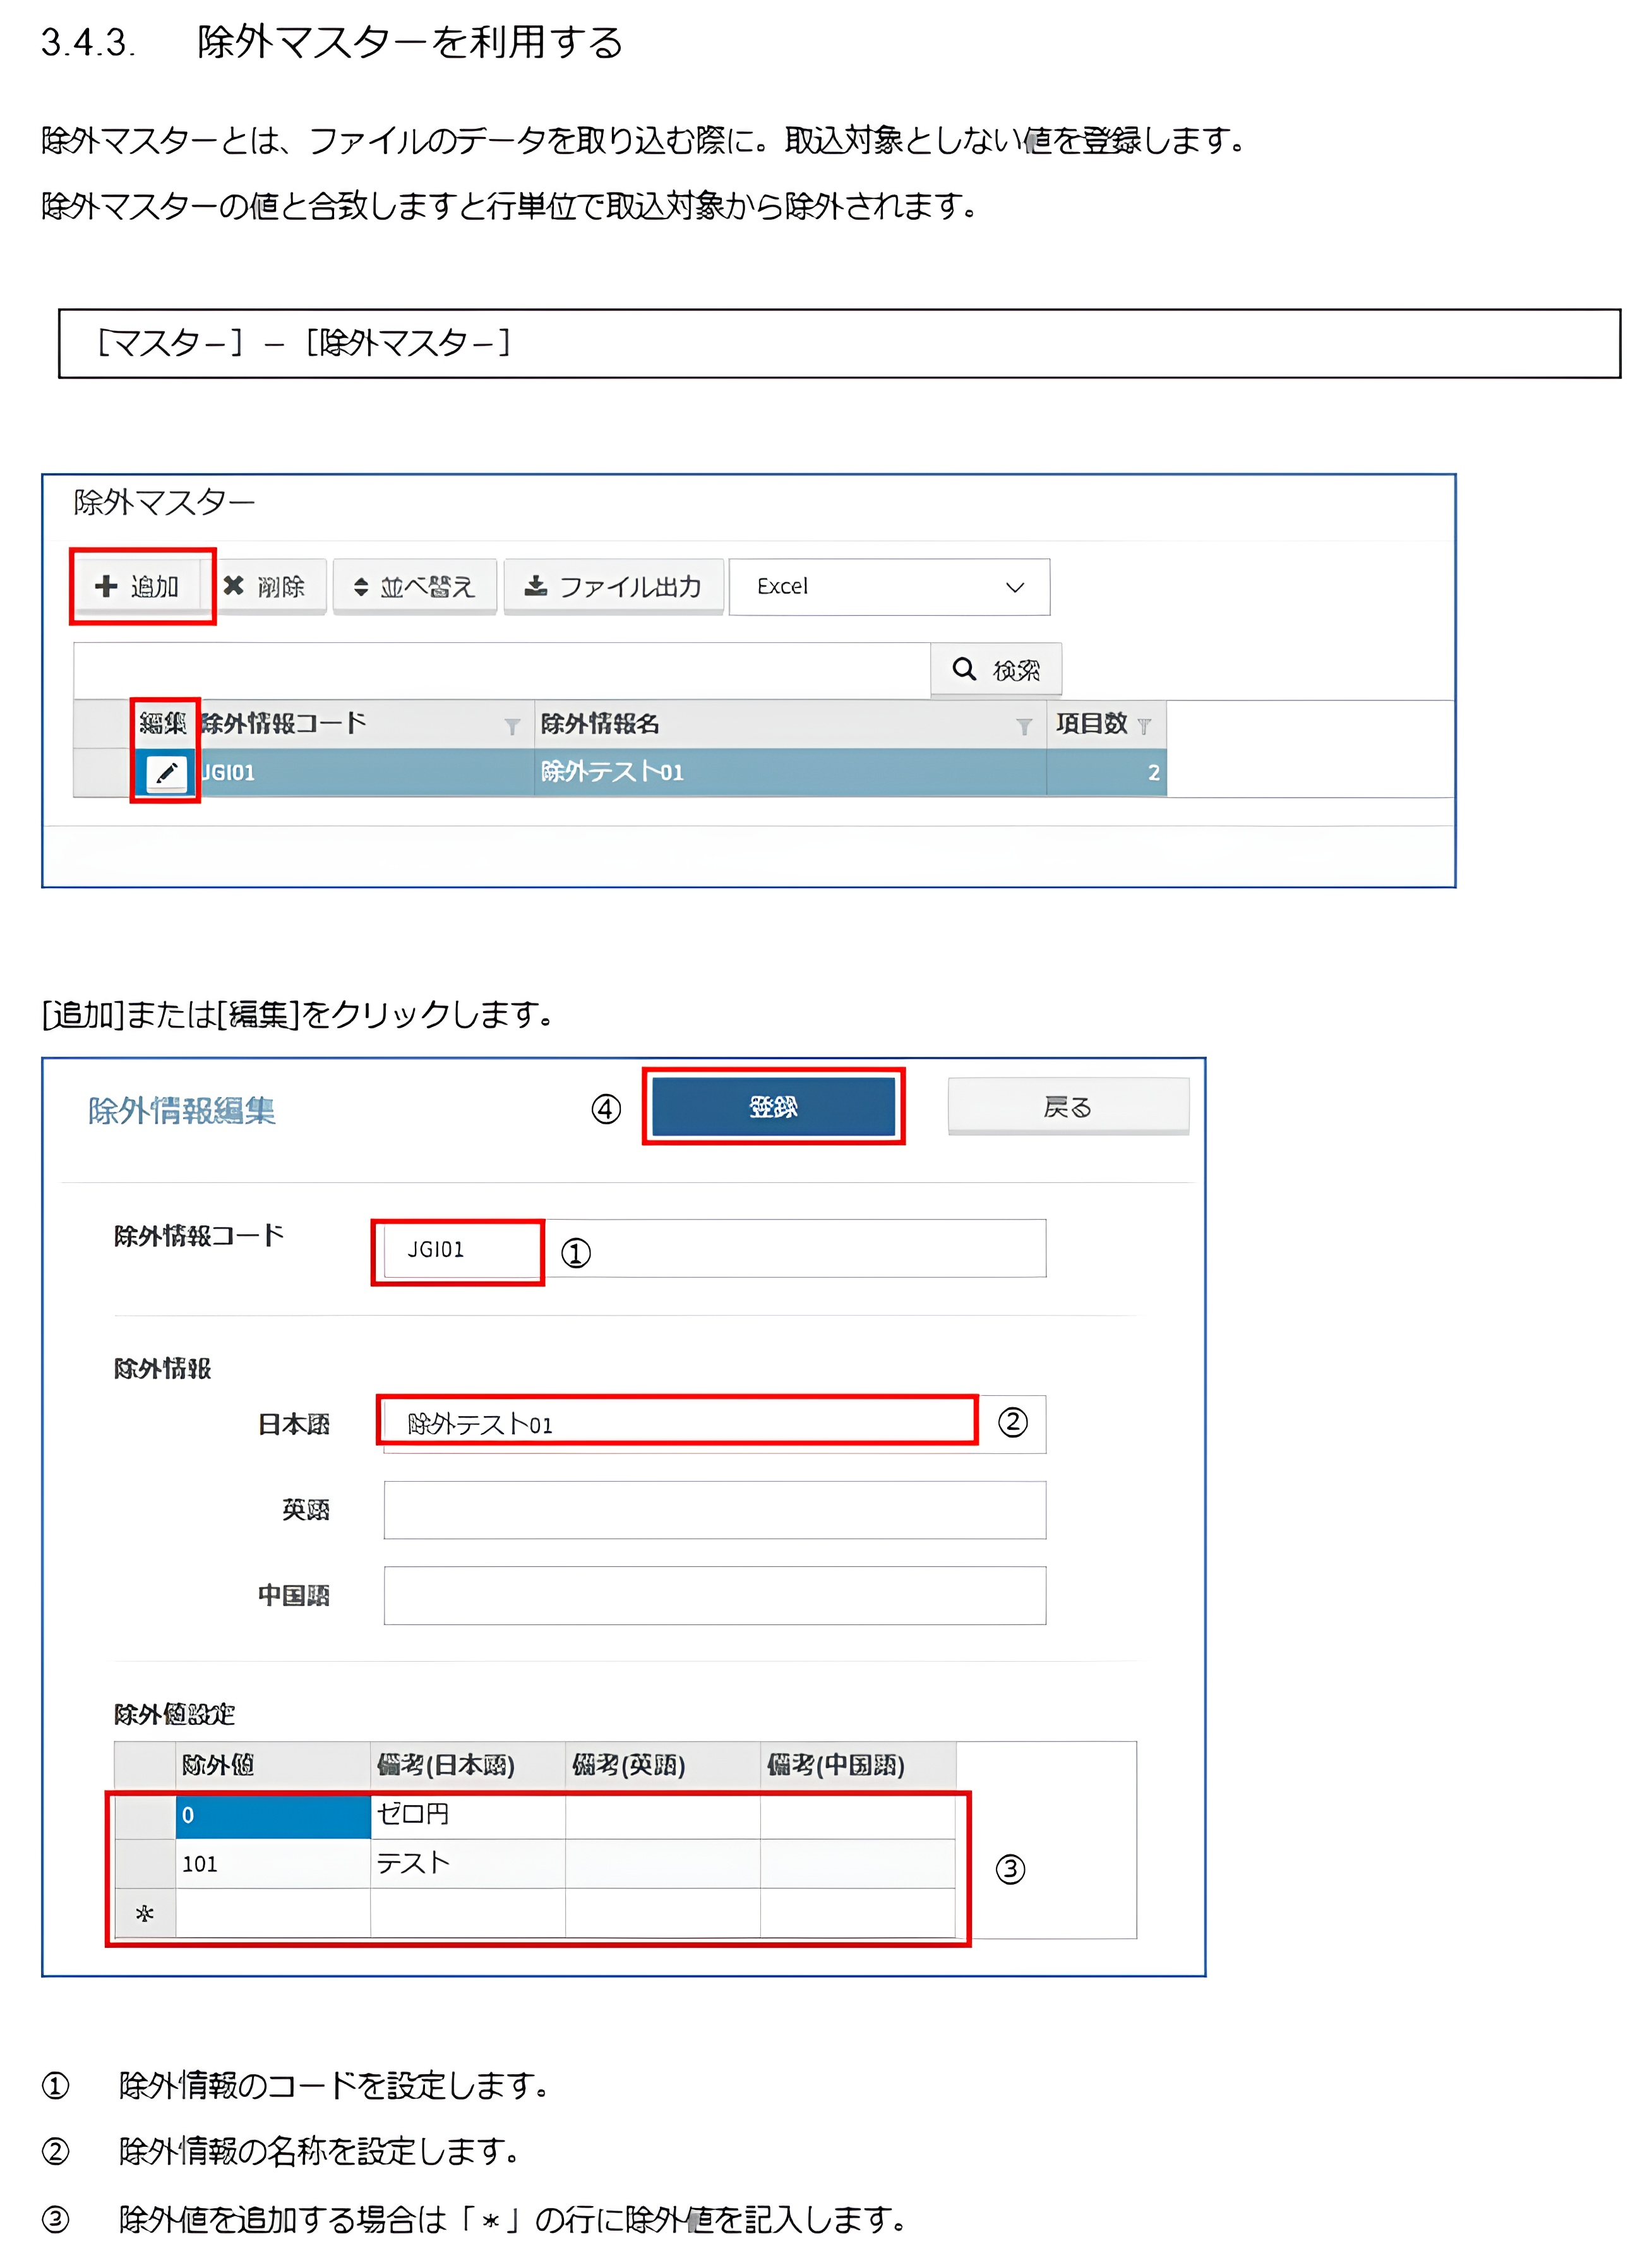 3.4.3. 除外マスターを利用する
除外マスターとは、ファイルのデータを取り込む際に。取込対象としない値を登録します。
除外マスターの値と合致しますと行単位で取込対象から除外されます。
［マスター］－［除外マスター］
除外マスター
追加 削除 並べ替え ファイル出力 Excel
検索
編集 除外情報コード 除外情報名 項目数
JGI01 除外テスト01 2
[追加]または[編集]をクリックします。
除外情報編集 ④ 登録 戻る
除外情報コード JGI01 ①
除外情報
日本語 除外テスト01 ②
英語
中国語
除外値設定
除外値 備考(日本語) 備考(英語) 備考(中国語)
0 ゼロ円
101 テスト ③
*
① 除外情報のコードを設定します。
② 除外情報の名称を設定します。
③ 除外値を追加する場合は「＊」の行に除外値を記入します。